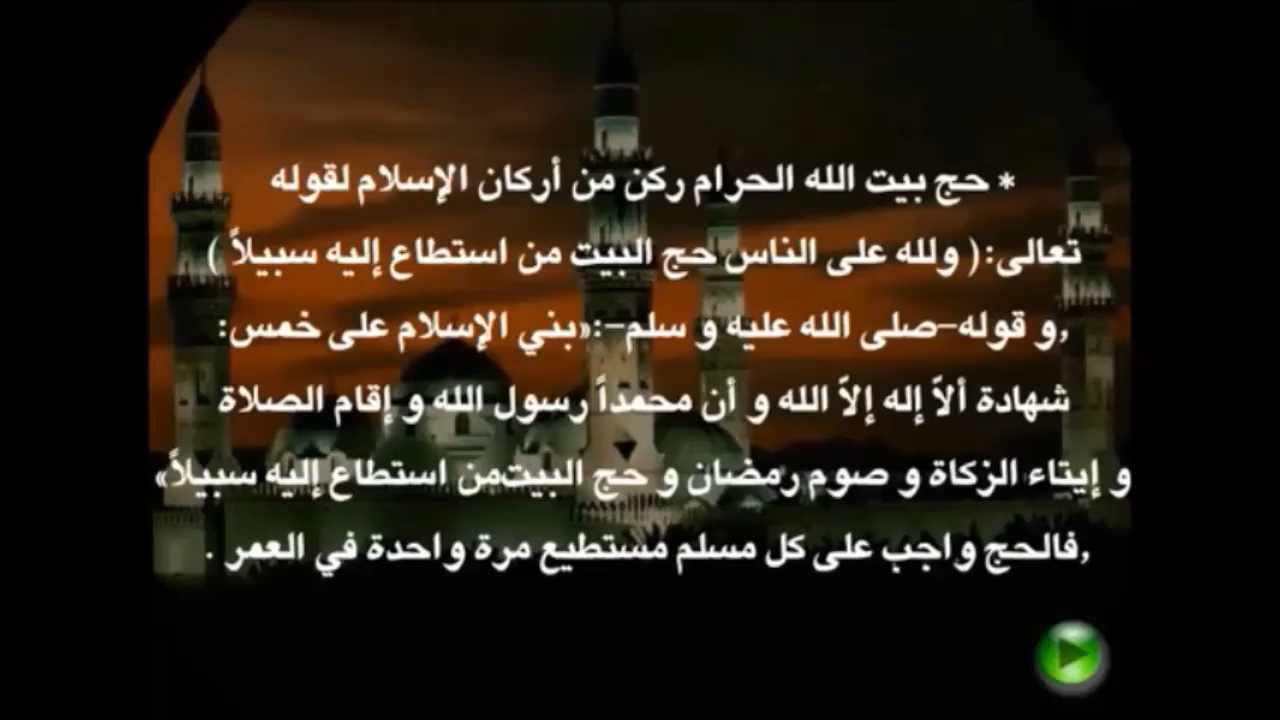 * حج بيت الله الحرام ركن من أركان الإسلام لقوله
تعالى: ( ولله على الناس حج البيت من استطاع إليه سبيلاً )
,و قوله-صلى الله عليه و سلم-:«بني الإسلام على خمس:
شهادة ألاّ إله إلاّ الله و أن محمداً رسول الله و إقام الصلاة
و إيتاء الزكاة و صوم رمضان و حج البيت من استطاع إليه سبيلاً»
,فالحج واجب على كل مسلم مستطيع مرة واحدة في العمر .